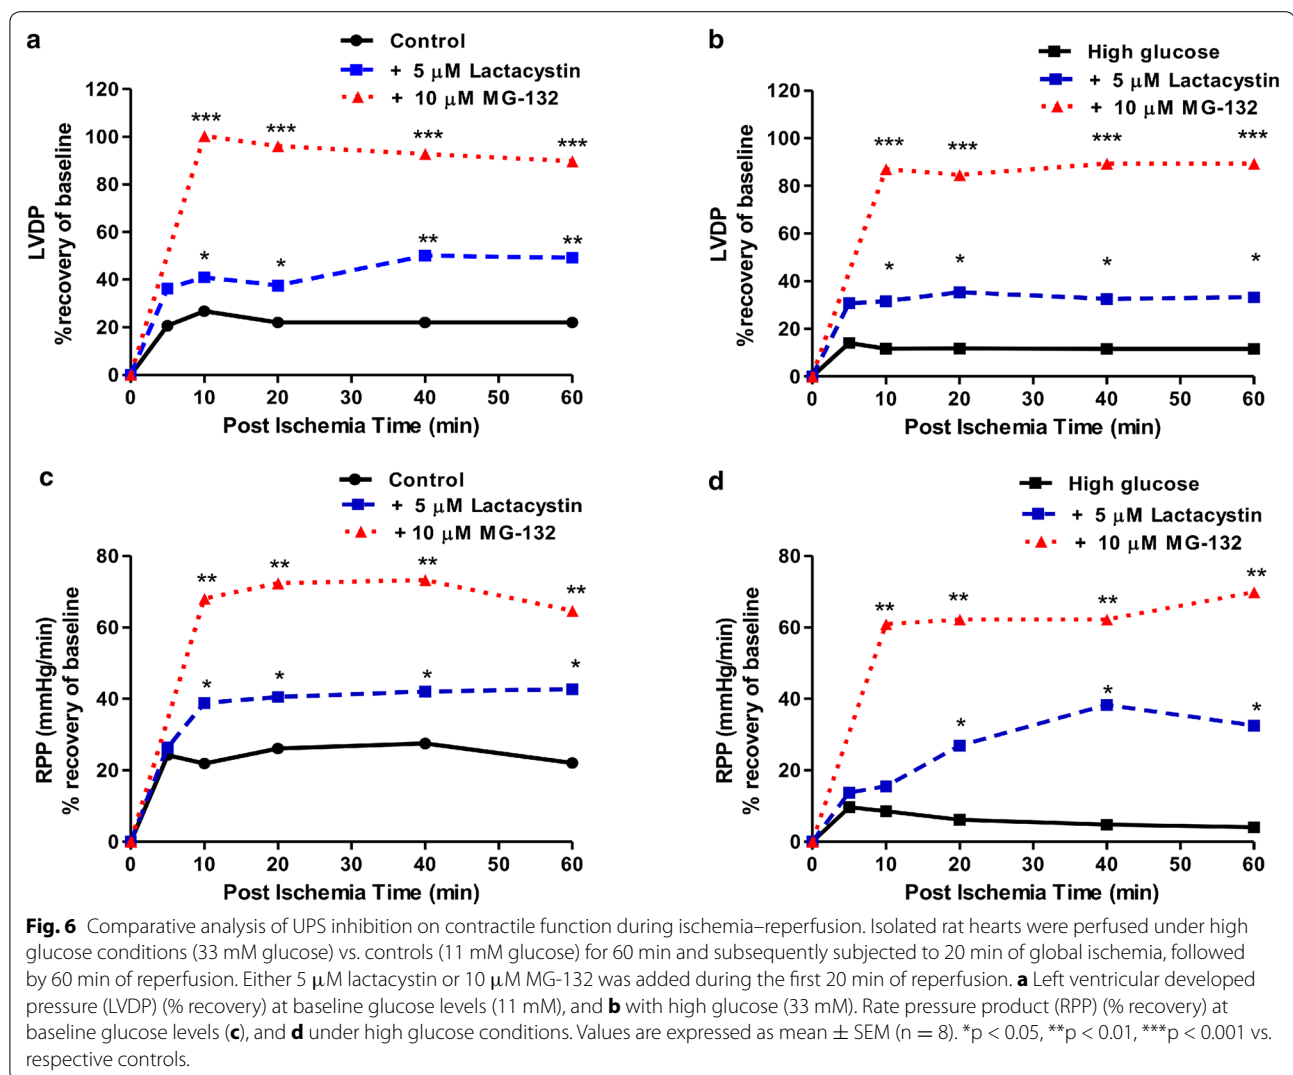 a
Control
+ 5 μM Lactacystin
+ 10 μM MG-132
LVDP
%recovery of baseline
120
100
80
60
40
20
0
***
***
***
***
*
*
**
**
0 10 20 30 40 50 60
Post Ischemia Time (min)
b
High glucose
+ 5 μM Lactacystin
+ 10 μM MG-132
LVDP
%recovery of baseline
120
100
80
60
40
20
0
***
***
***
***
*
*
*
*
0 10 20 30 40 50 60
Post Ischemia Time (min)
c
Control
+ 5 μM Lactacystin
+ 10 μM MG-132
RPP (mmHg/min)
% recovery of baseline
80
60
40
20
0
**
**
**
**
*
*
*
*
0 10 20 30 40 50 60
Post Ischemia Time (min)
d
High glucose
+ 5 μM Lactacystin
+ 10 μM MG-132
RPP (mmHg/min)
% recovery of baseline
80
60
40
20
0
**
**
**
**
*
*
*
0 10 20 30 40 50 60
Post Ischemia Time (min)
Fig. 6 Comparative analysis of UPS inhibition on contractile function during ischemia–reperfusion. Isolated rat hearts were perfused under high
glucose conditions (33 mM glucose) vs. controls (11 mM glucose) for 60 min and subsequently subjected to 20 min of global ischemia, followed
by 60 min of reperfusion. Either 5 μM lactacystin or 10 μM MG-132 was added during the first 20 min of reperfusion. a Left ventricular developed
pressure (LVDP) (% recovery) at baseline glucose levels (11 mM), and b with high glucose (33 mM). Rate pressure product (RPP) (% recovery) at
baseline glucose levels (c), and d under high glucose conditions. Values are expressed as mean ± SEM (n = 8). *p < 0.05, **p < 0.01, ***p < 0.001 vs.
respective controls.